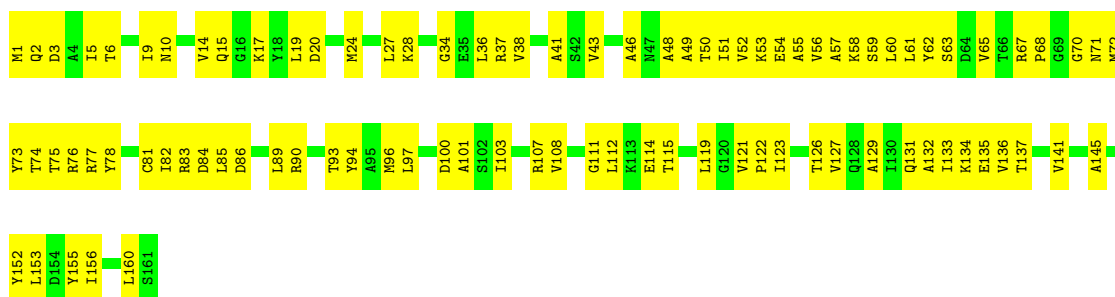 M1 Q2 D3 A4 I5 T6 I9 N10 V14 Q15 G16 K17 Y18 L19 D20 M24 L27 K28 G34 E35 L36 R37 V38 A41 S42 V43 A46 N47 A48 A49 T50 I51 V52 K53 E54 A55 V56 A57 K58 S59 L60 L61 Y62 S63 D64 V65 T66 R67 P68 G69 G70 N71 M72
Y73 T74 T75 R76 R77 Y78 C81 I82 R83 D84 L85 D86 L89 R90 T93 Y94 A95 M96 L97 D100 A101 S102 I103 R107 V108 G111 L112 K113 E114 T115 L119 G120 V121 P122 I123 T126 V127 Q128 A129 I130 Q131 A132 I133 K134 E135 V136 T137 V141 A145
Y152 L153 D154 Y155 I156 L160 S161